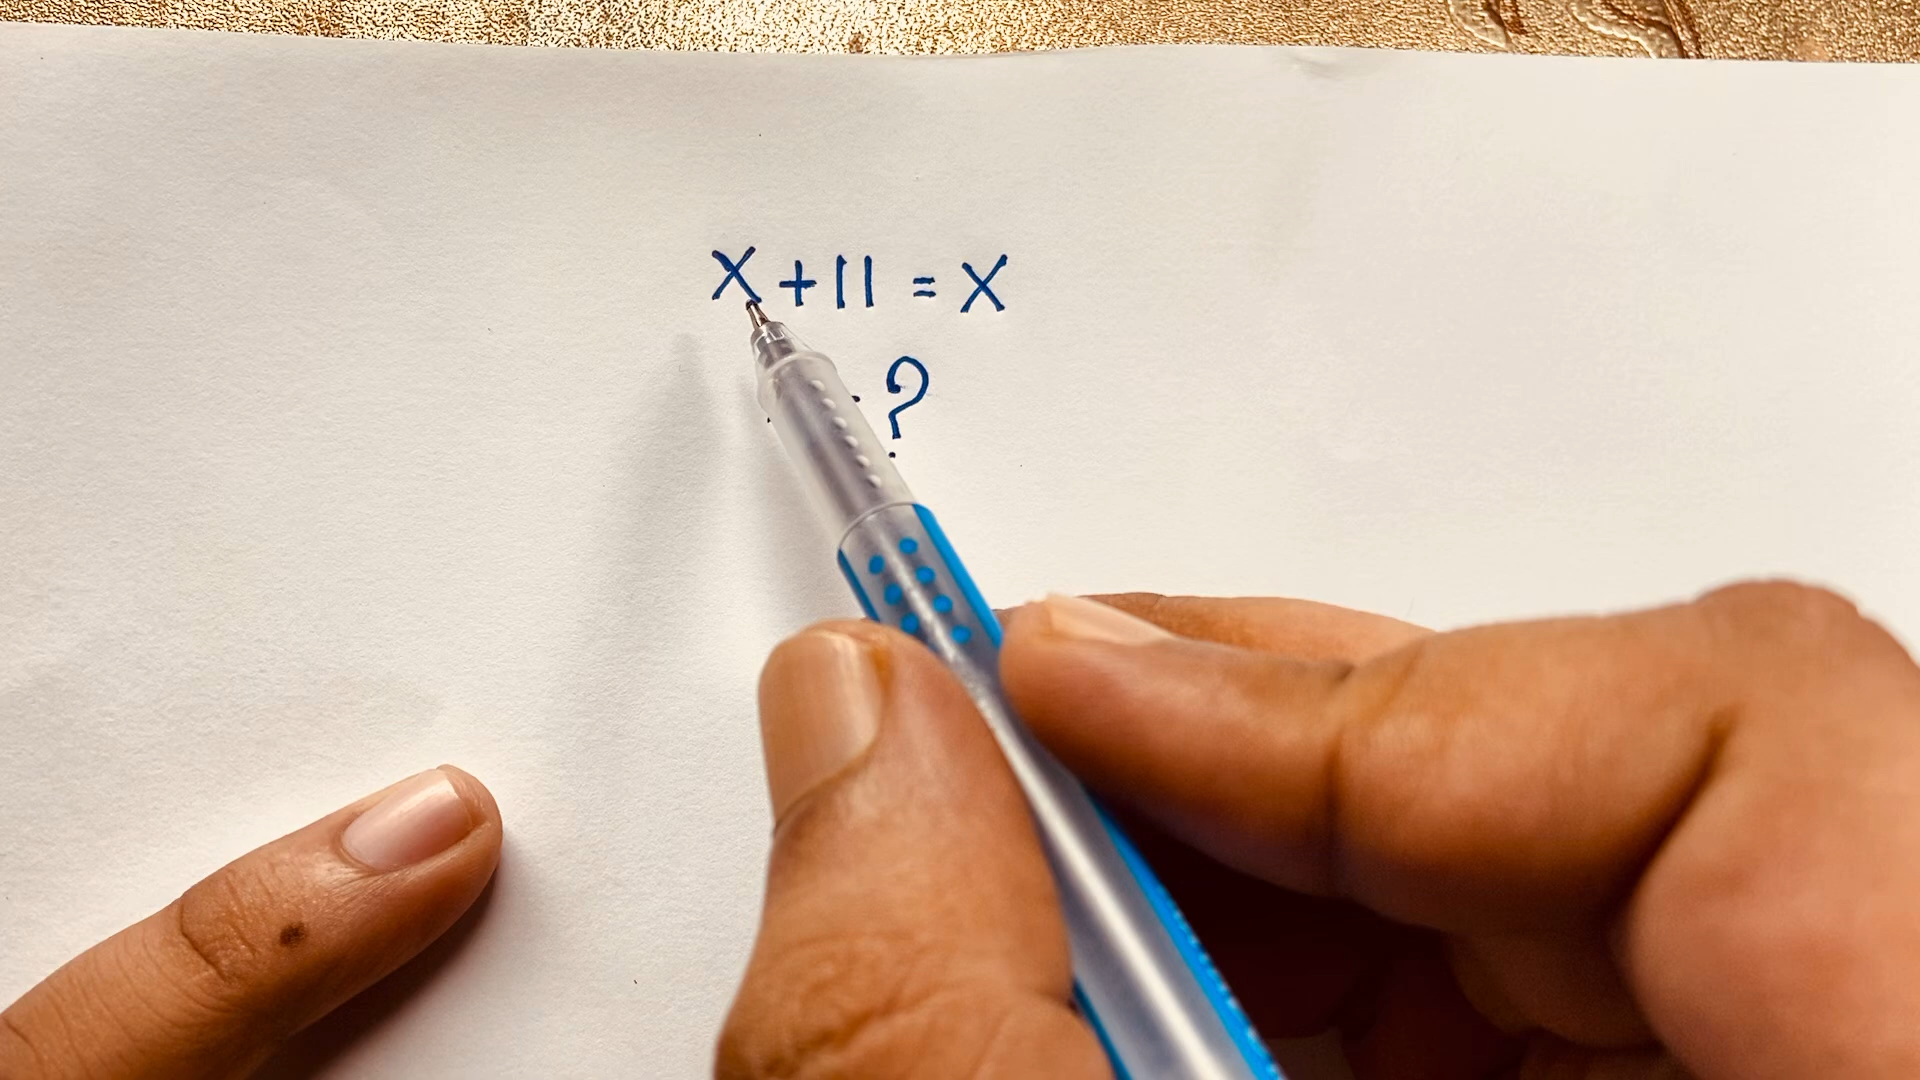 X+11 = X
?